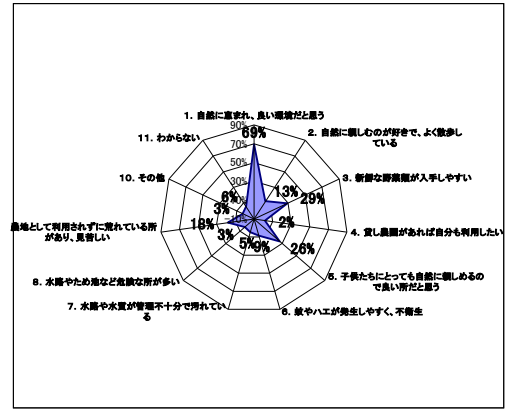 1. 自然に恵まれ、良い環境だと思う
2. 自然に親しむのが好きで、よく散歩し
ている
3. 新鮮な野菜類が入手しやすい
4. 貸し農園があれば自分も利用したい
5. 子供たちにとっても自然に親しめるの
で良い所だと思う
6. 蚊やハエが発生しやすく、不衛生
7. 水路や水質が管理不十分で汚れてい
る
8. 水路やため池など危険な所が多い
農地として利用されずに荒れている所
があり、見苦しい
10. その他
11. わからない
90%
70%
50%
30%
69%
13%
29%
2%
26%
9%
5%
3%
18%
3%
6%